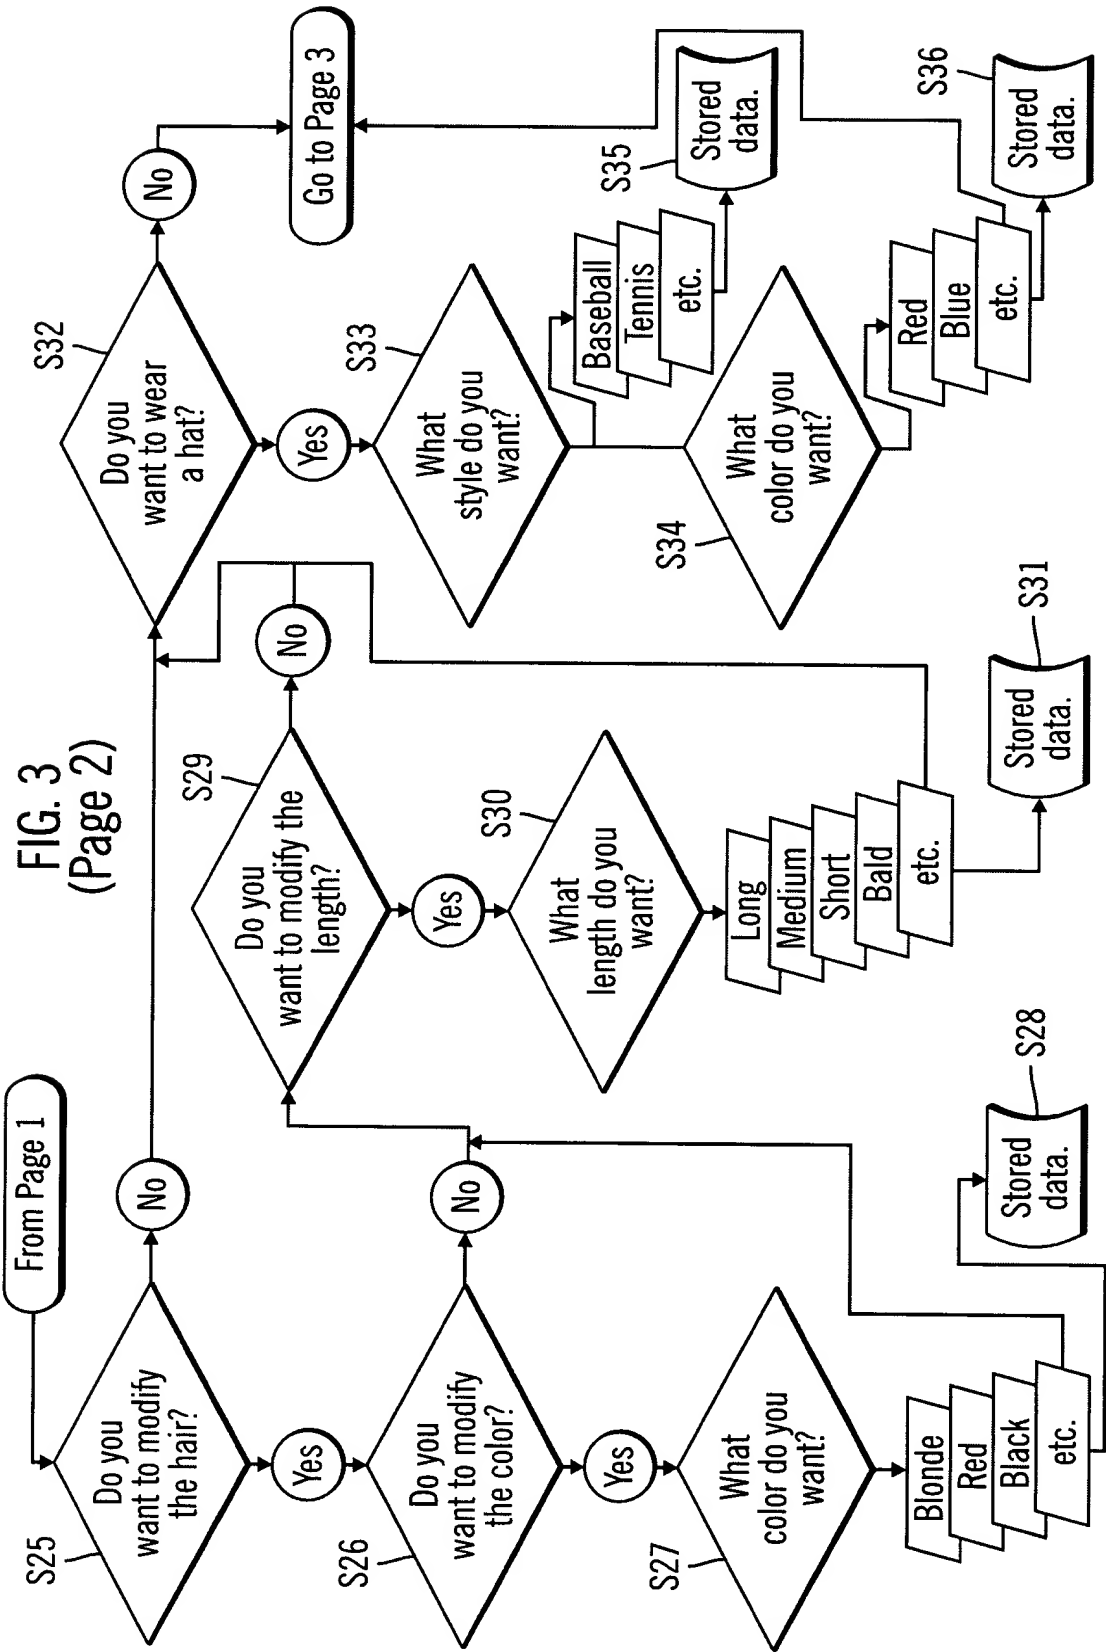 FIG. 3
(Page 2)
From Page 1
S25
Do you
want to modify
the hair?
No
Yes
S26
Do you
want to modify
the color?
No
Yes
S27
What
color do you
want?
Blonde
Red
Black
etc.
S28
Stored
data.
S29
Do you
want to modify the
length?
No
Yes
S30
What
length do you
want?
Long
Medium
Short
Bald
etc.
S31
Stored
data.
S32
Do you
want to wear
a hat?
No
Go to Page 3
Yes
S33
What
style do you
want?
Baseball
Tennis
etc.
S35
Stored
data.
S34
What
color do you
want?
Red
Blue
etc.
S36
Stored
data.